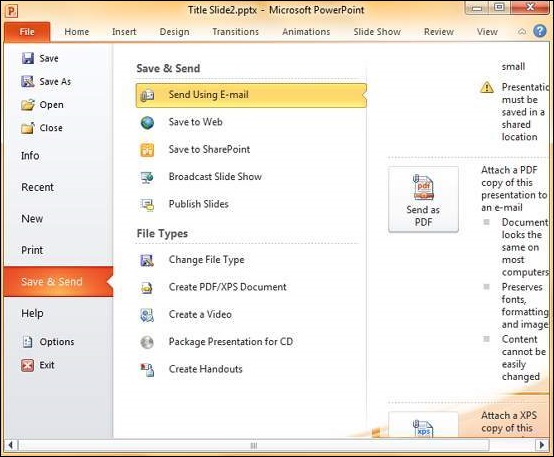 Title Slide2.pptx - Microsoft PowerPoint
File Home Insert Design Transitions Animations Slide Show Review View
Save
Save As
Open
Close
Info
Recent
New
Print
Save & Send
Help
Options
Exit
Save & Send
Send Using E-mail
Save to Web
Save to SharePoint
Broadcast Slide Show
Publish Slides
File Types
Change File Type
Create PDF/XPS Document
Create a Video
Package Presentation for CD
Create Handouts
small
Presentatio
must be
saved in a
shared
location
pdf
Send as
PDF
Attach a PDF
copy of this
presentation to
an e-mail
Document
looks the
same on
most
computers
Preserves
fonts,
formatting
and image
Content
cannot be
easily
changed
xps
Attach a XPS
copy of this